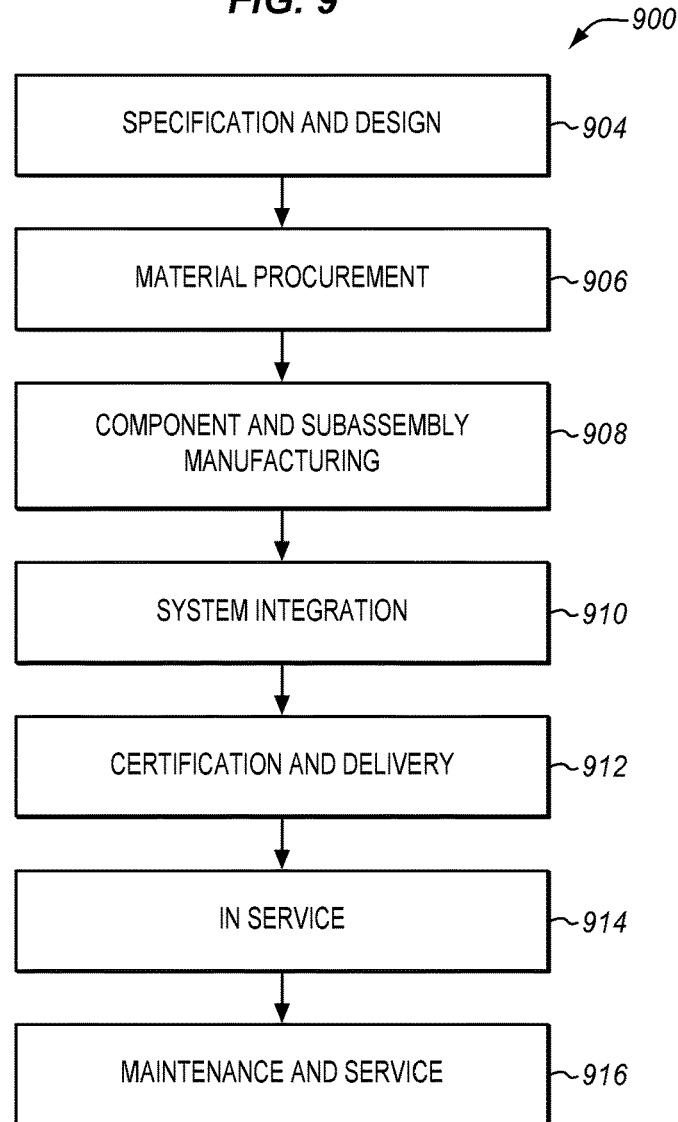 FIG. 9
900
SPECIFICATION AND DESIGN
904
MATERIAL PROCUREMENT
906
COMPONENT AND SUBASSEMBLY
MANUFACTURING
908
SYSTEM INTEGRATION
910
CERTIFICATION AND DELIVERY
912
IN SERVICE
914
MAINTENANCE AND SERVICE
916